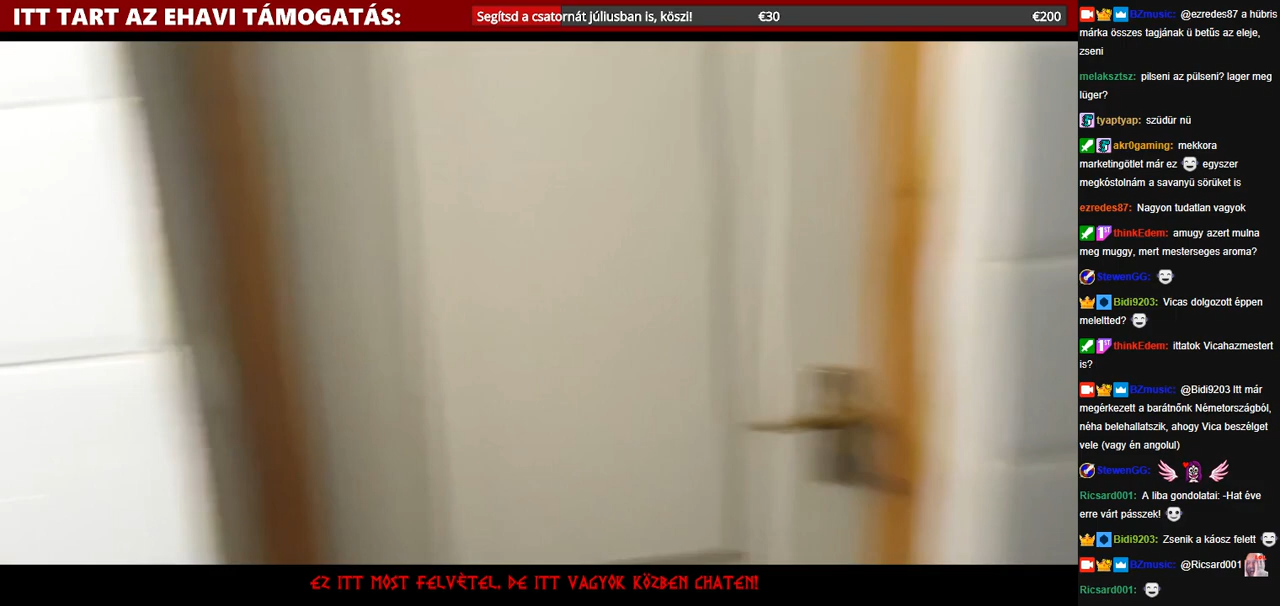 ITT TART AZ EHAVI TÁMOGATÁS:
Segítsd a csatornát júliusban is, köszi!
€30
€200
BZmusic: @ezredes87 a hübris
márka összes tagjának ü betűs az eleje,
zseni
melaksztsz: pilseni az pülseni? lager meg
lüger?
tyaptyap: szüdür nü
akr0gaming: mekkora
marketingötlet már ez egyszer
megkóstolnám a savanyü sörüket is
ezredes87: Nagyon tudatlan vagyok
thinkEdem: amugy azert mulna
meg muggy, mert mesterseges aroma?
StewenGG:
Bidi9203: Vicas dolgozott éppen
meleltted?
thinkEdem: ittatok Vicahazmestert
is?
BZmusic: @Bidi9203 Itt már
megérkezett a barátnőnk Németországból,
néha belehallatszik, ahogy Vica beszélget
vele (vagy én angolul)
StewenGG:
Ricsard001: A liba gondolatai: -Hat éve
erre várt pásszek!
Bidi9203: Zsenik a káosz felett
BZmusic: @Ricsard001
Ricsard001:
EZ ITT MOST FELVÉTEL, DE ITT VAGYOK KÖZBEN CHATEN!